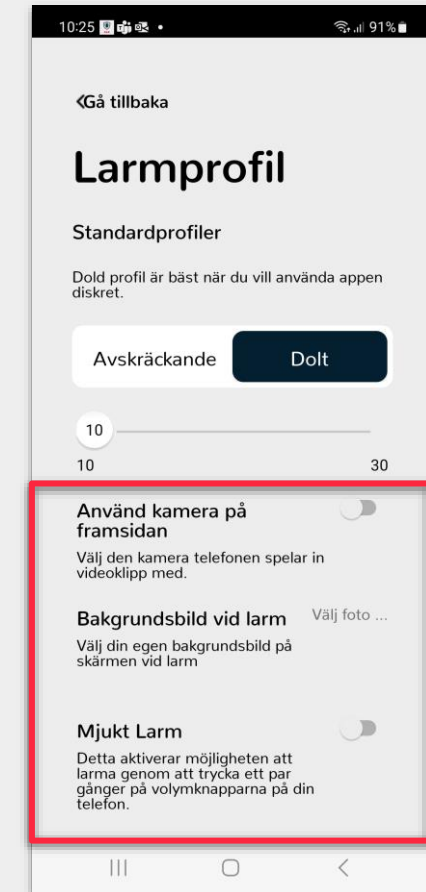 10:25 91%
Gå tillbaka
Larmprofil
Standardprofiler
Dold profil är bäst när du vill använda appen
diskret.
Avskräckande Dolt
10
10 30
Använd kamera på
framsidan
Välj den kamera telefonen spelar in
videoklipp med.
Bakgrundsbild vid larm Välj foto ...
Välj din egen bakgrundsbild på
skärmen vid larm
Mjukt Larm
Detta aktiverar möjligheten att
larma genom att trycka ett par
gånger på volymknapparna på din
telefon.